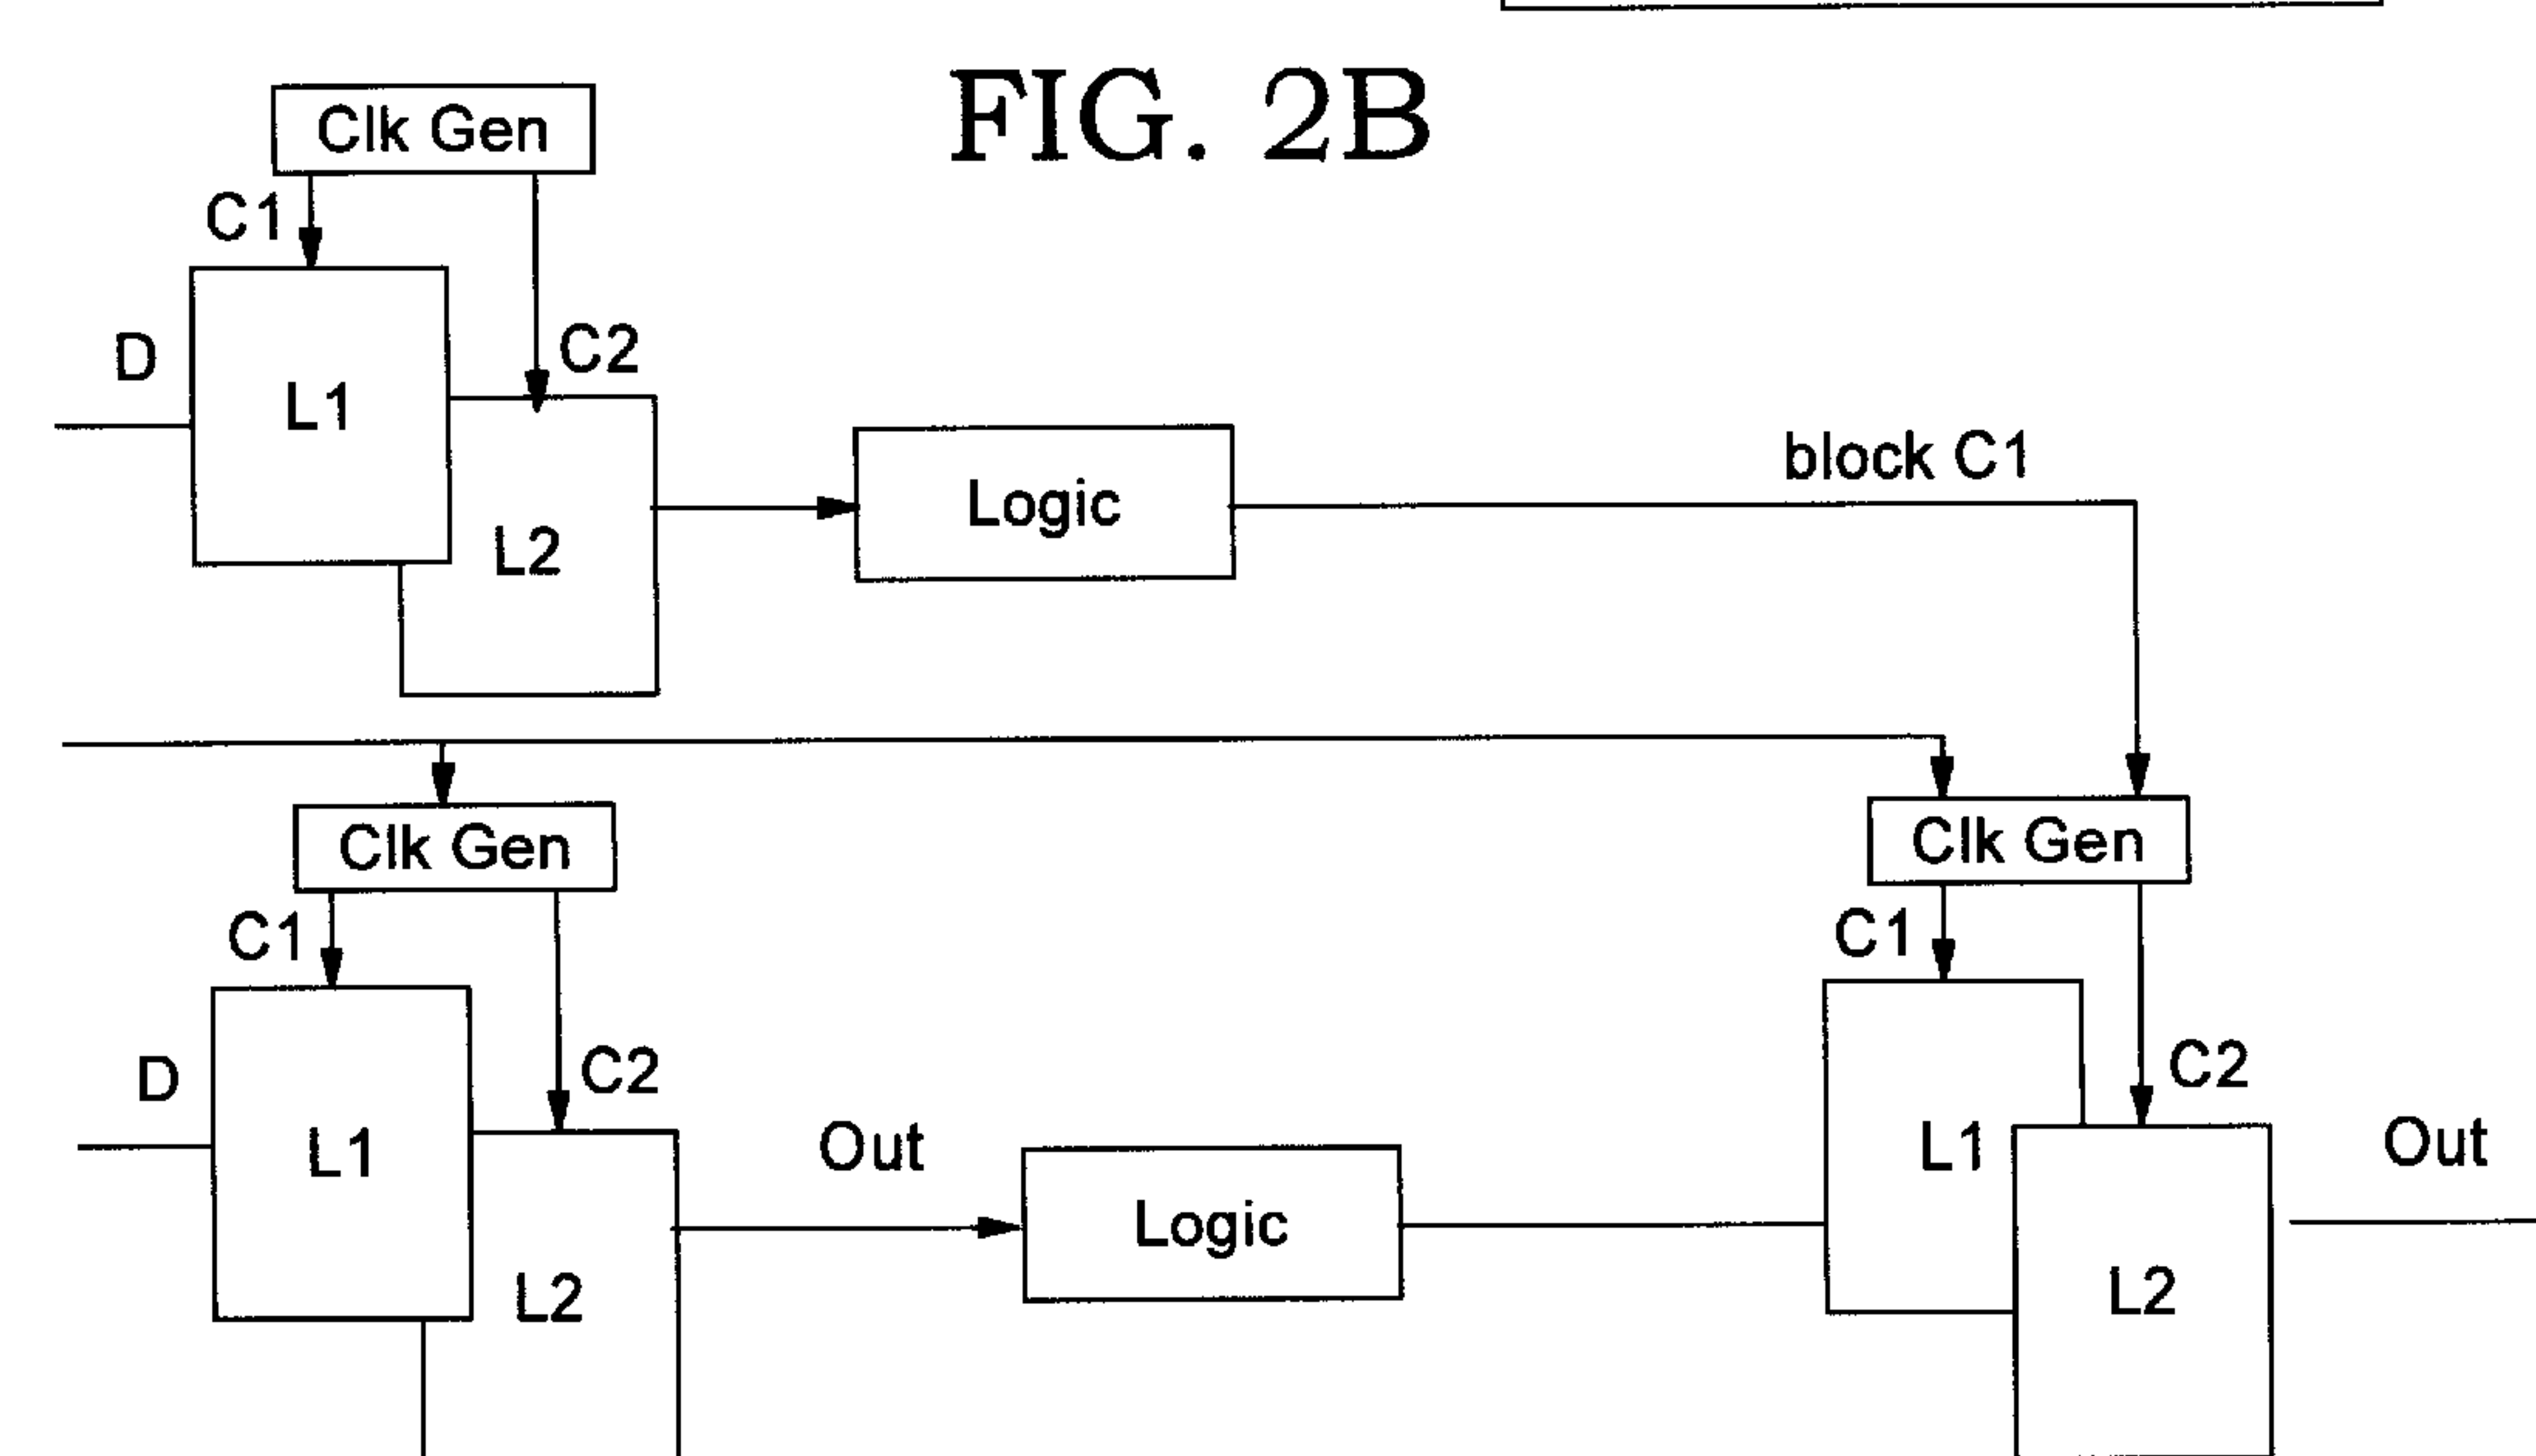 FIG. 2B
Clk Gen
C1
C2
D
L1
L2
Logic
block C1
Clk Gen
Clk Gen
C1
C2
D
L1
L2
Out
Logic
C1
C2
L1
L2
Out